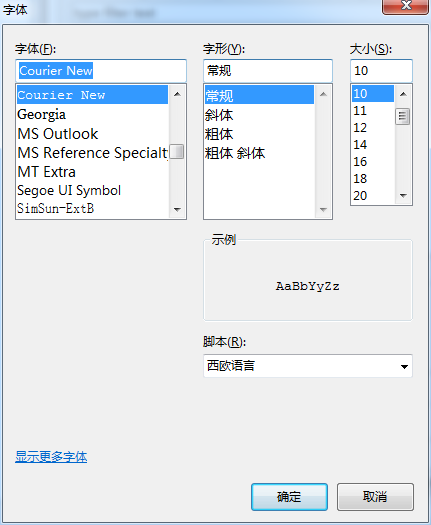 字体
字体(F):
Courier New
Courier New
Georgia
MS Outlook
MS Reference Specialty
MT Extra
Segoe UI Symbol
SimSun-ExtB
字形(Y):
常规
常规
斜体
粗体
粗体 斜体
大小(S):
10
10
11
12
14
16
18
20
示例
AaBbYyZz
脚本(R):
西欧语言
显示更多字体
确定
取消